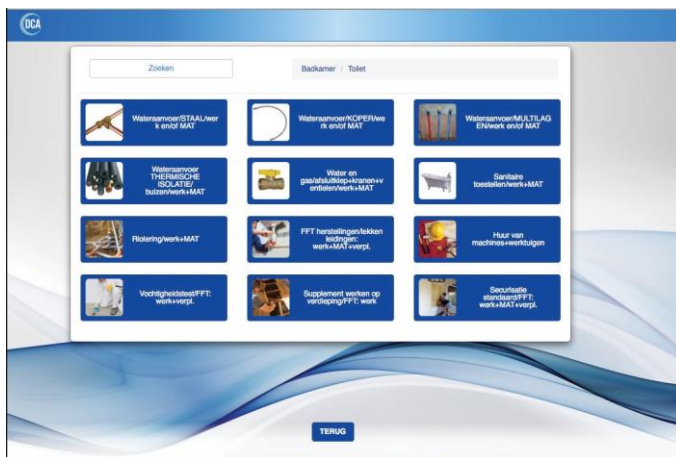 DCA
Zoeken
Badkamer / Toilet
Wateraanvoer/STAAL/wer
k en/of MAT
Wateraanvoer/KOPER/we
rk en/of MAT
Wateraanvoer/MULTILAG
EN/werk en/of MAT
Wateraanvoer
THERMISCHE
ISOLATIE/
buizen/werk+MAT
Water en
gas/afsluitklep+kranen+v
entielen/werk+MAT
Sanitaire
toestellen/werk+MAT
Riolering/werk+MAT
FFT herstellingen/lekken
leidingen:
werk+MAT+verpl.
Huur van
machines+werktuigen
Vochtigheidstest/FFT:
werk+verpl.
Supplement werken op
verdieping/FFT: werk
Securisatie
standaard/FFT:
werk+MAT+verpl.
TERUG